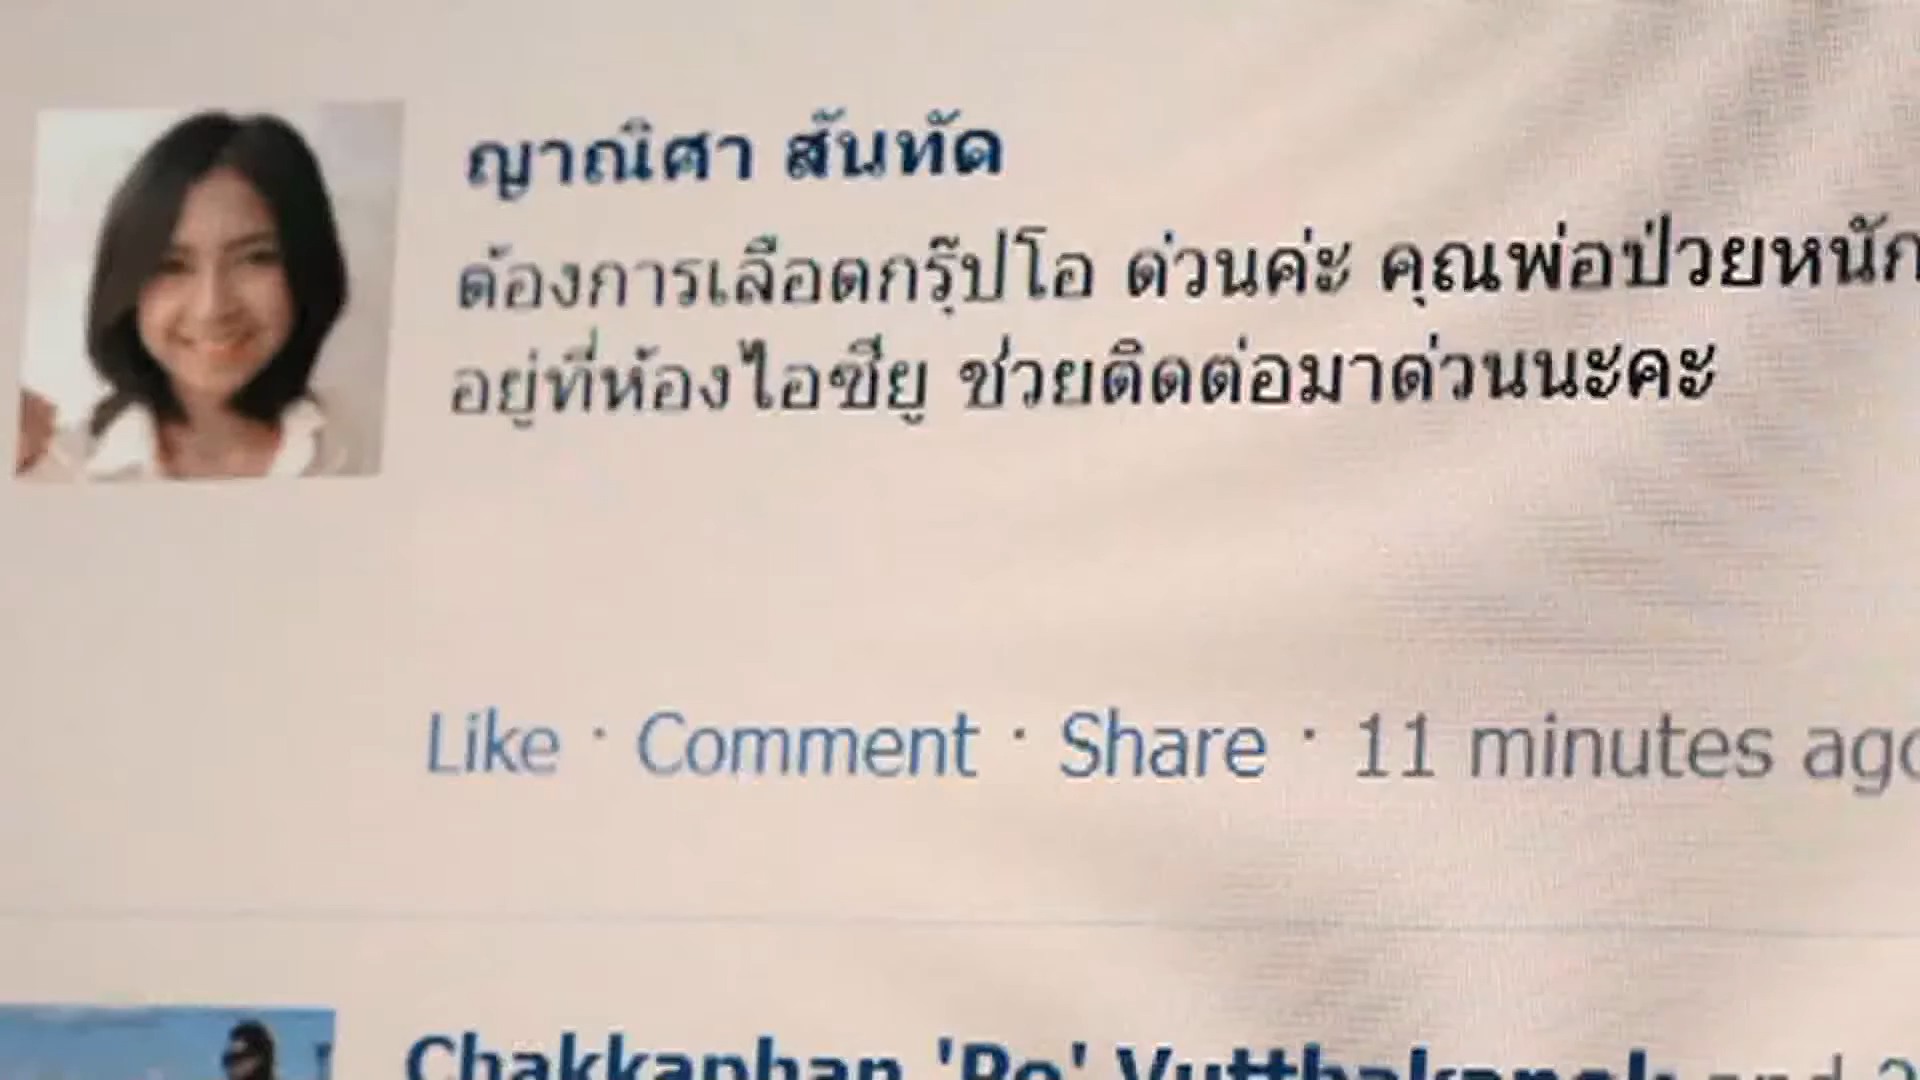 ญาณิศา สันทัด
ต้องการเลือดกรุ๊ปโอ ด่วนค่ะ คุณพ่อป่วยหนัก
อยู่ที่ห้องไอซียู ช่วยติดต่อมาด่วนนะคะ
Like · Comment · Share · 11 minutes ago
Chakkaphan 'Po' Vutthakanok and 2